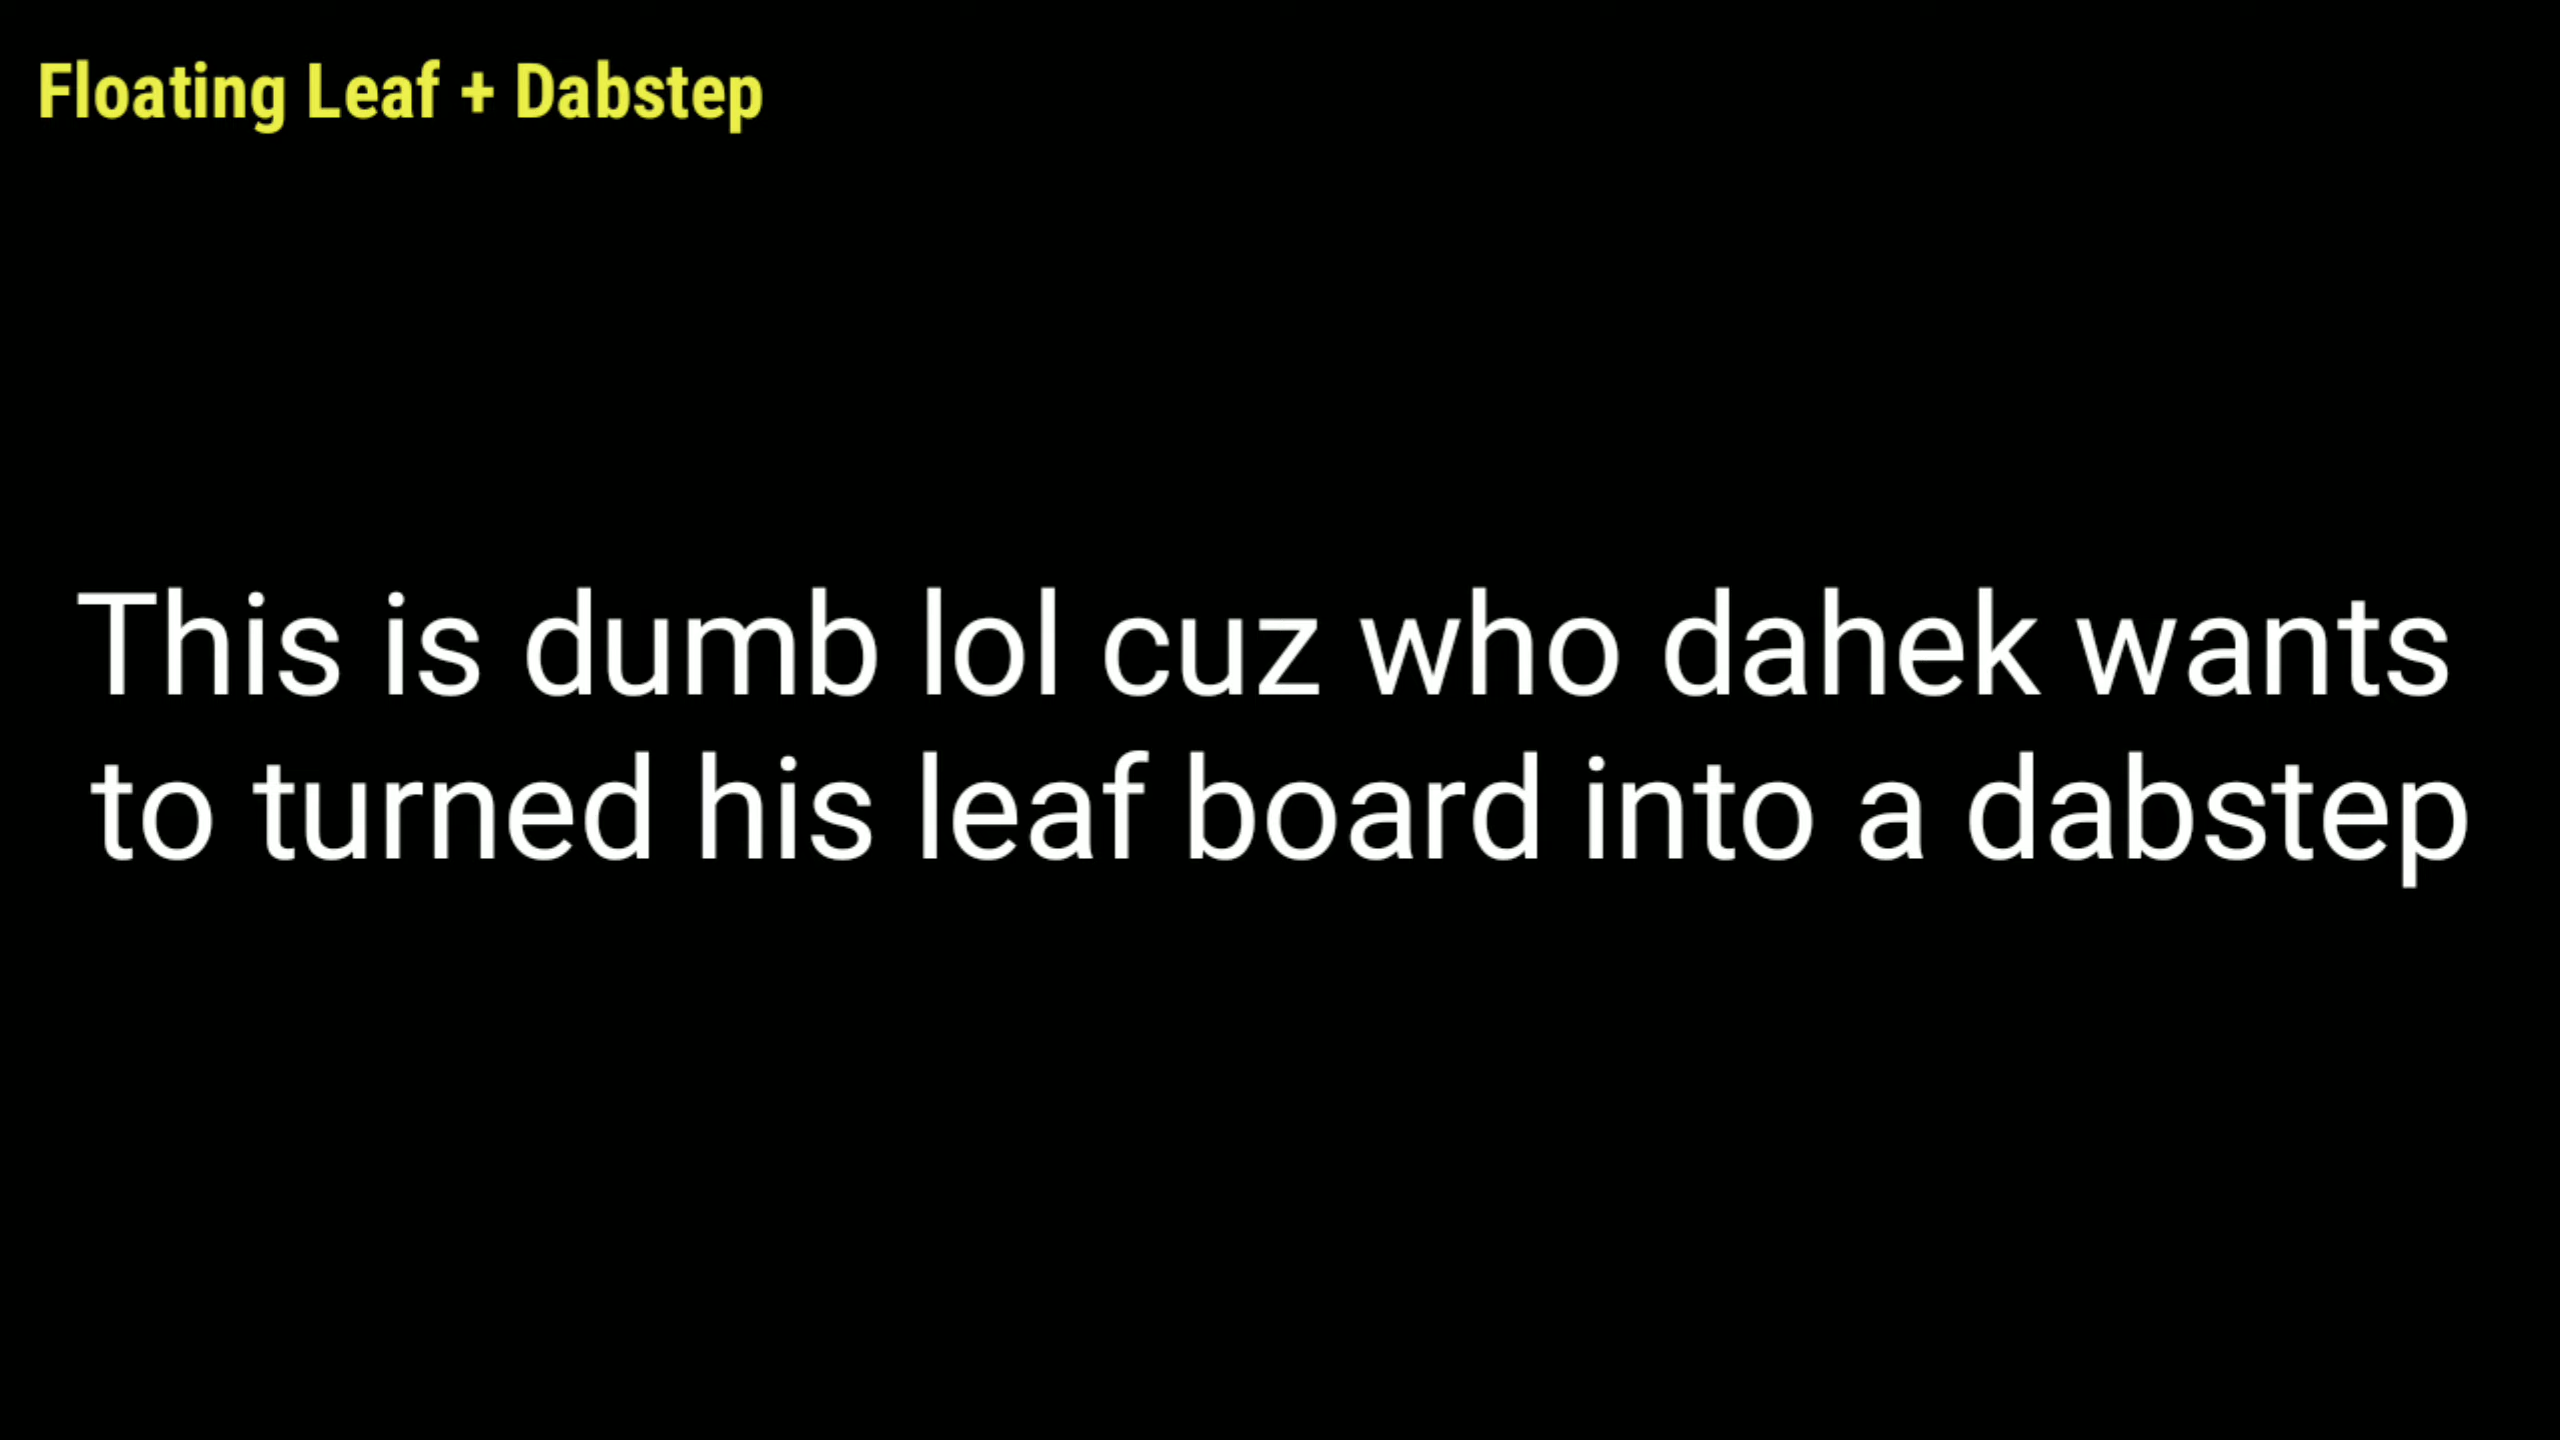 Floating Leaf + Dabstep
This is dumb lol cuz who dahek wants
to turned his leaf board into a dabstep